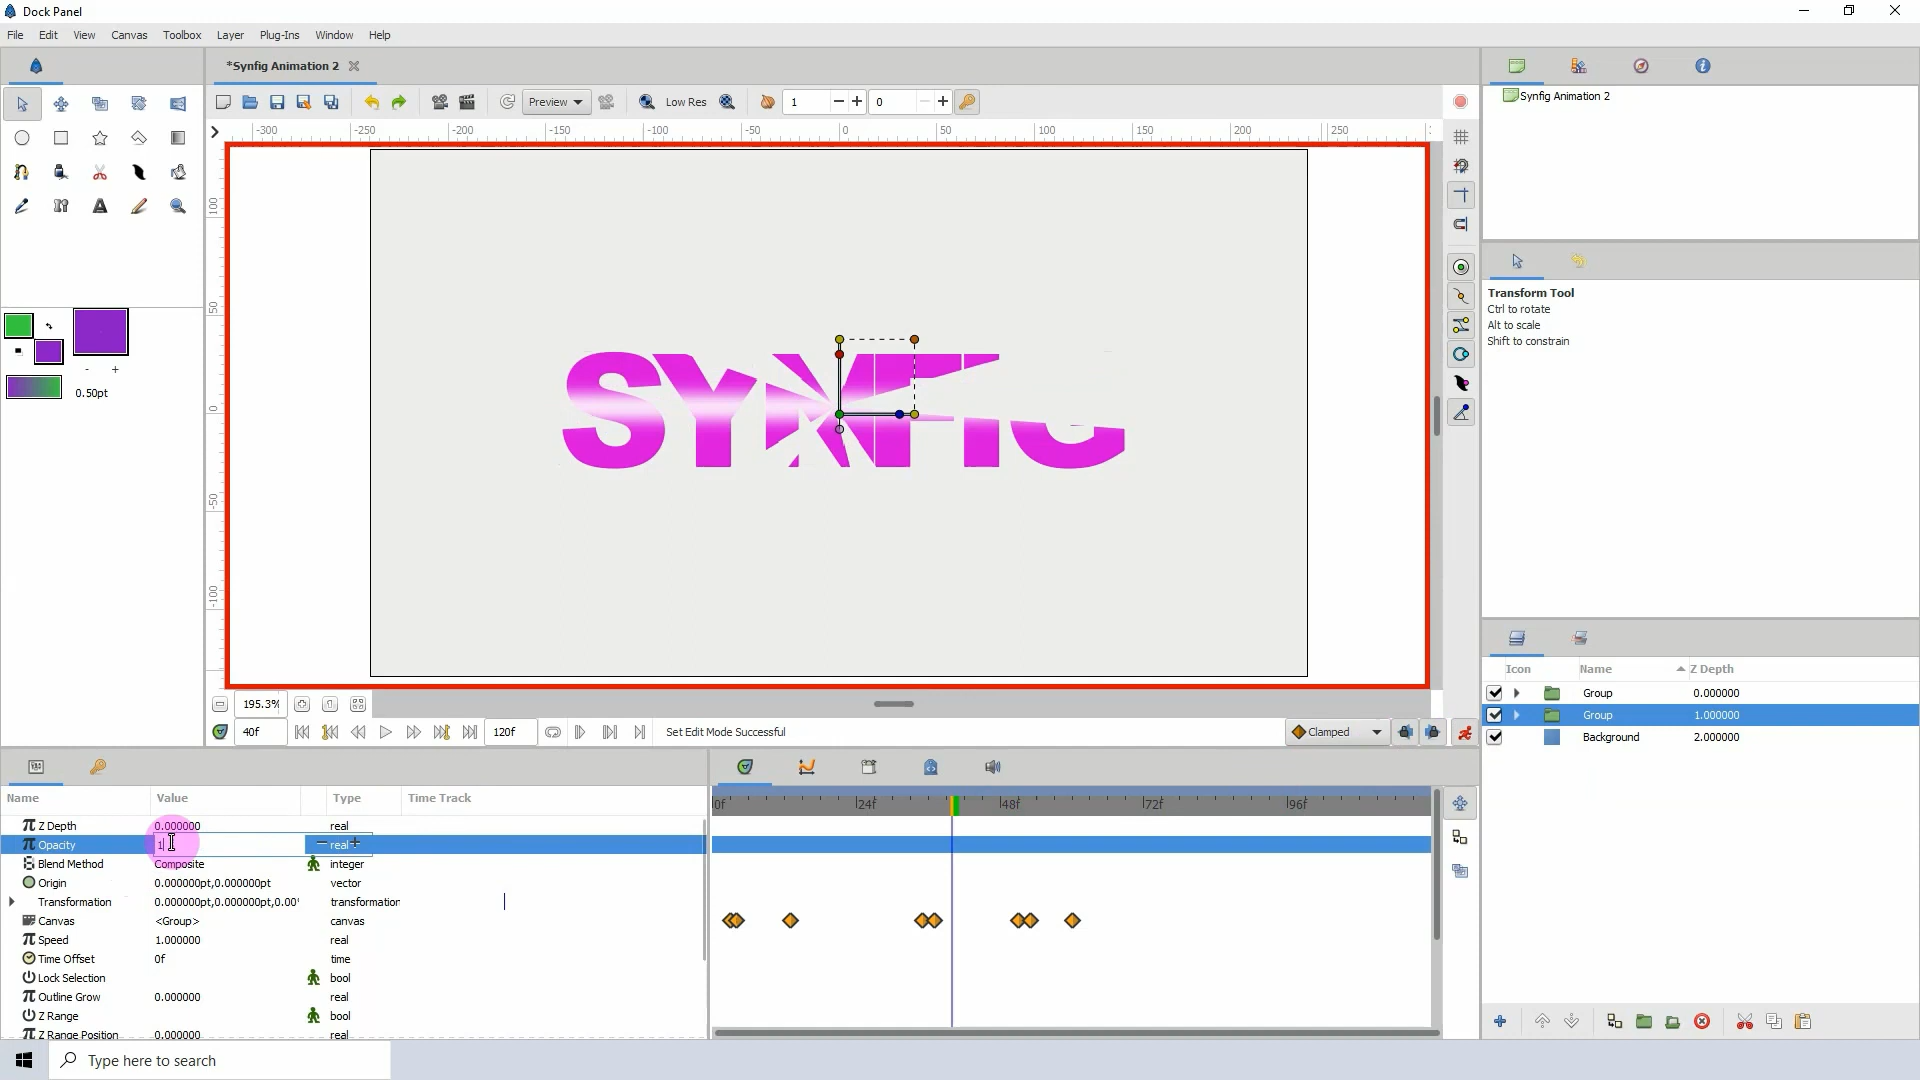 Dock Panel
File Edit View Canvas Toolbox Layer Plug-Ins Window Help
*Synfig Animation 2
Preview Low Res 1 0
-300 -250 -200 -150 -100 -50 0 50 100 150 200 250
100
50
0
-50
-100
SYNFIG
0.50pt
195.3%
40f 120f Set Edit Mode Successful Clamped
Synfig Animation 2
Transform Tool
Ctrl to rotate
Alt to scale
Shift to constrain
Icon Name Z Depth
Group 0.000000
Group 1.000000
Background 2.000000
Name Value Type Time Track
Z Depth 0.000000 real
Opacity 1 real
Blend Method Composite integer
Origin 0.000000pt,0.000000pt vector
Transformation 0.000000pt,0.000000pt,0.00° transformation
Canvas <Group> canvas
Speed 1.000000 real
Time Offset 0f time
Lock Selection bool
Outline Grow 0.000000 real
Z Range bool
Z Range Position 0.000000 real
0f 24f 48f 72f 96f
Type here to search